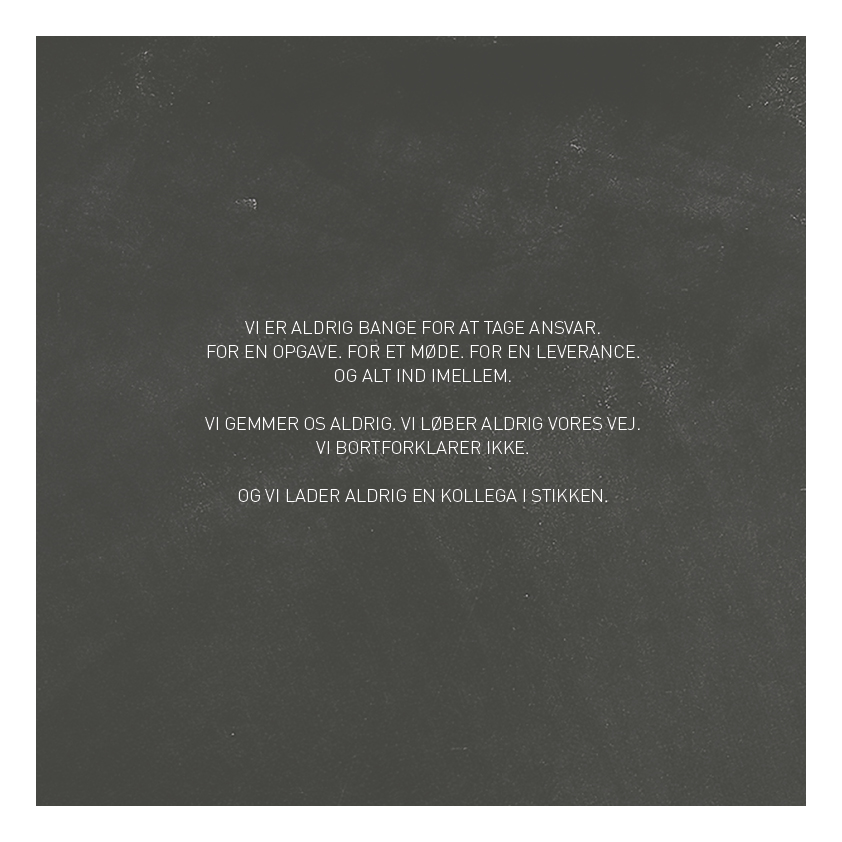 VI ER ALDRIG BANGE FOR AT TAGE ANSVAR.
FOR EN OPGAVE. FOR ET MØDE. FOR EN LEVERANCE.
OG ALT IND IMELLEM.
VI GEMMER OS ALDRIG. VI LØBER ALDRIG VORES VEJ.
VI BORTFORKLARER IKKE.
OG VI LADER ALDRIG EN KOLLEGA I STIKKEN.